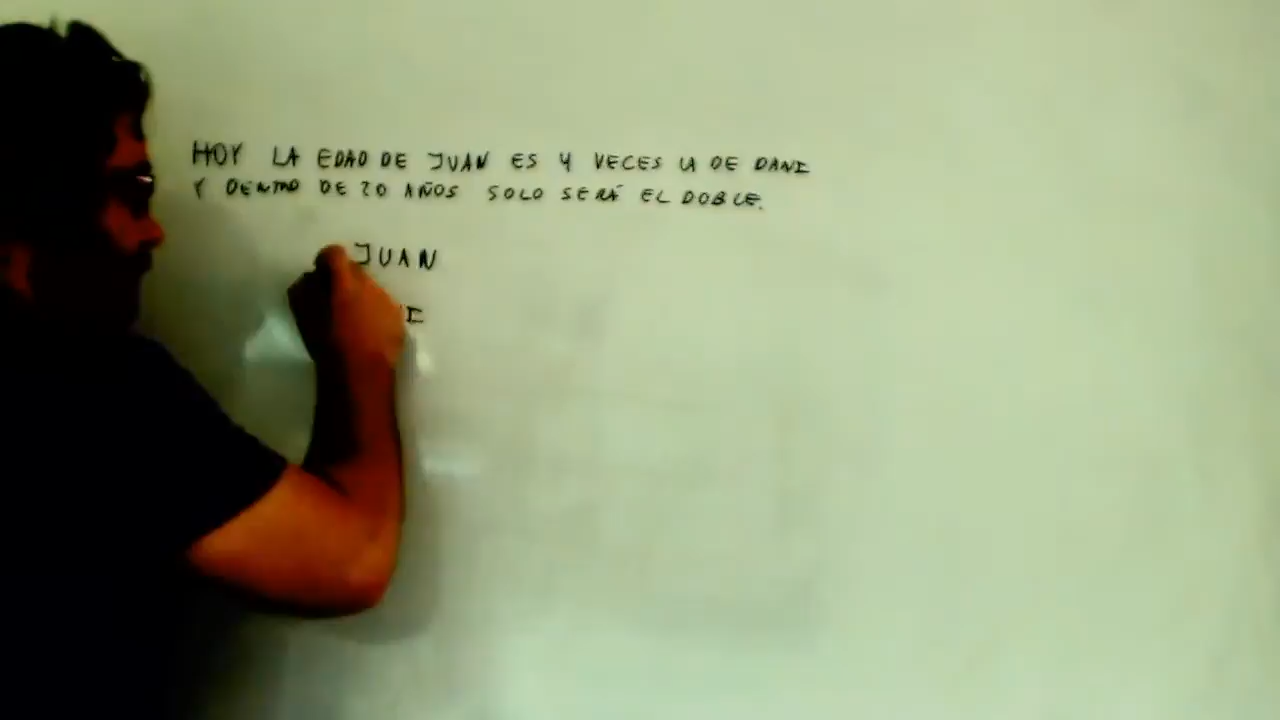 HOY LA EDAD DE JUAN ES 4 VECES LA DE DANI
Y DENTRO DE 20 AÑOS SOLO SERÁ EL DOBLE.
JUAN